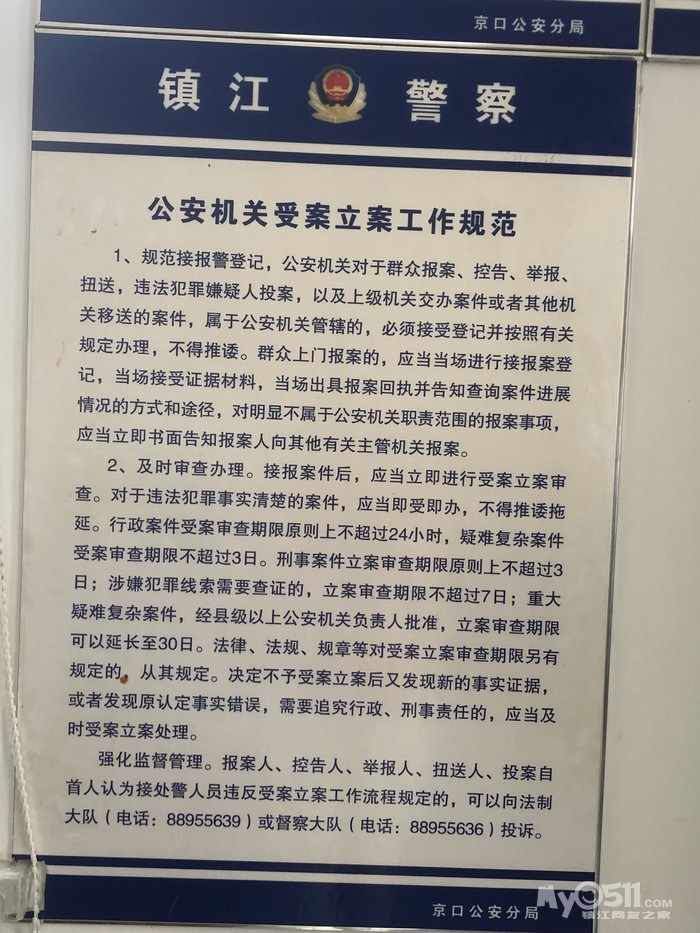 京口公安分局
镇江 警察
公安机关受案立案工作规范
1、规范接报警登记，公安机关对于群众报案、控告、举报、
扭送，违法犯罪嫌疑人投案，以及上级机关交办案件或者其他机
关移送的案件，属于公安机关管辖的，必须接受登记并按照有关
规定办理，不得推诿。群众上门报案的，应当当场进行接报案登
记，当场接受证据材料，当场出具报案回执并告知查询案件进展
情况的方式和途径，对明显不属于公安机关职责范围的报案事项，
应当立即书面告知报案人向其他有关主管机关报案。
2、及时审查办理。接报案件后，应当立即进行受案立案审
查。对于违法犯罪事实清楚的案件，应当即受即办，不得推诿拖
延。行政案件受案审查期限原则上不超过24小时，疑难复杂案件
受案审查期限不超过3日。刑事案件立案审查期限原则上不超过3
日；涉嫌犯罪线索需要查证的，立案审查期限不超过7日；重大
疑难复杂案件，经县级以上公安机关负责人批准，立案审查期限
可以延长至30日。法律、法规、规章等对受案立案审查期限另有
规定的，从其规定。决定不予受案立案后又发现新的事实证据，
或者发现原认定事实错误，需要追究行政、刑事责任的，应当及
时受案立案处理。
强化监督管理。报案人、控告人、举报人、扭送人、投案自
首人认为接处警人员违反受案立案工作流程规定的，可以向法制
大队（电话：88955639）或督察大队（电话：88955636）投诉。
京口公安分局
My0511.COM
镇江网友之家